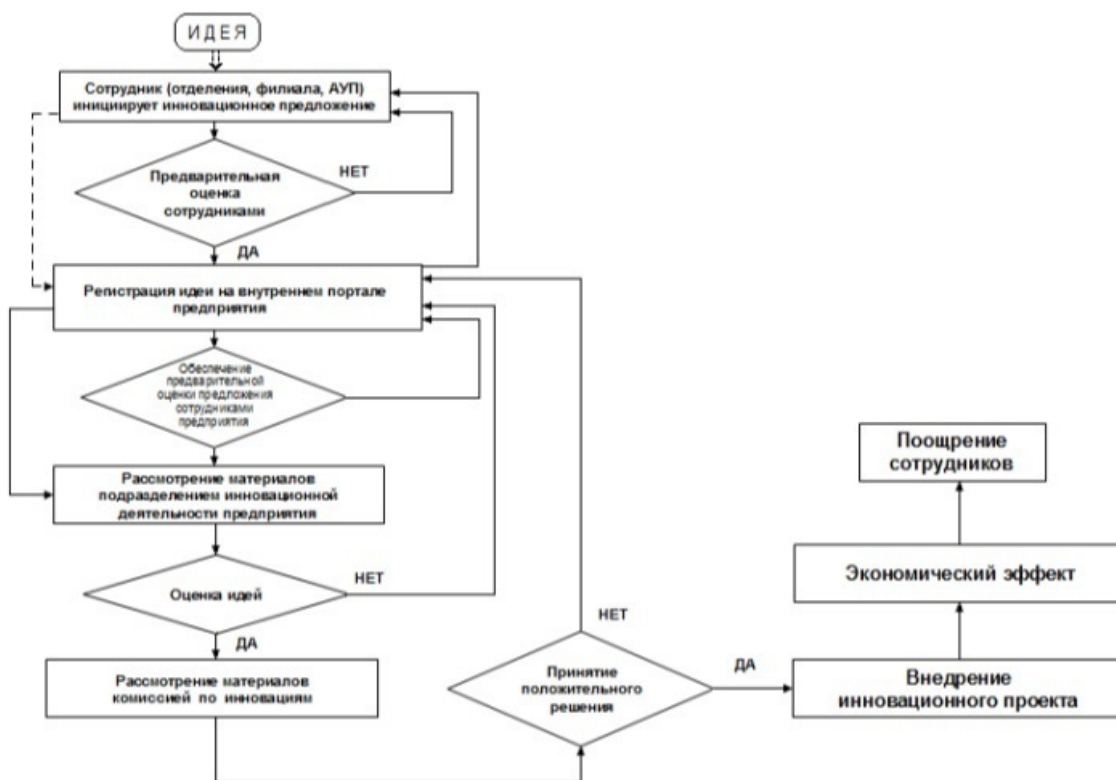 ИДЕЯ
Сотрудник (отделения, филиала, АУП)
инициирует инновационное предложение
НЕТ
Предварительная
оценка
сотрудниками
ДА
Регистрация идеи на внутреннем портале
предприятия
Обеспечение
предварительной
оценки предложения
сотрудниками
предприятия
Рассмотрение материалов
подразделением инновационной
деятельности предприятия
НЕТ
Оценка идей
ДА
Рассмотрение материалов
комиссией по инновациям
НЕТ
Принятие
положительного
решения
ДА
Внедрение
инновационного проекта
Экономический эффект
Поощрение
сотрудников